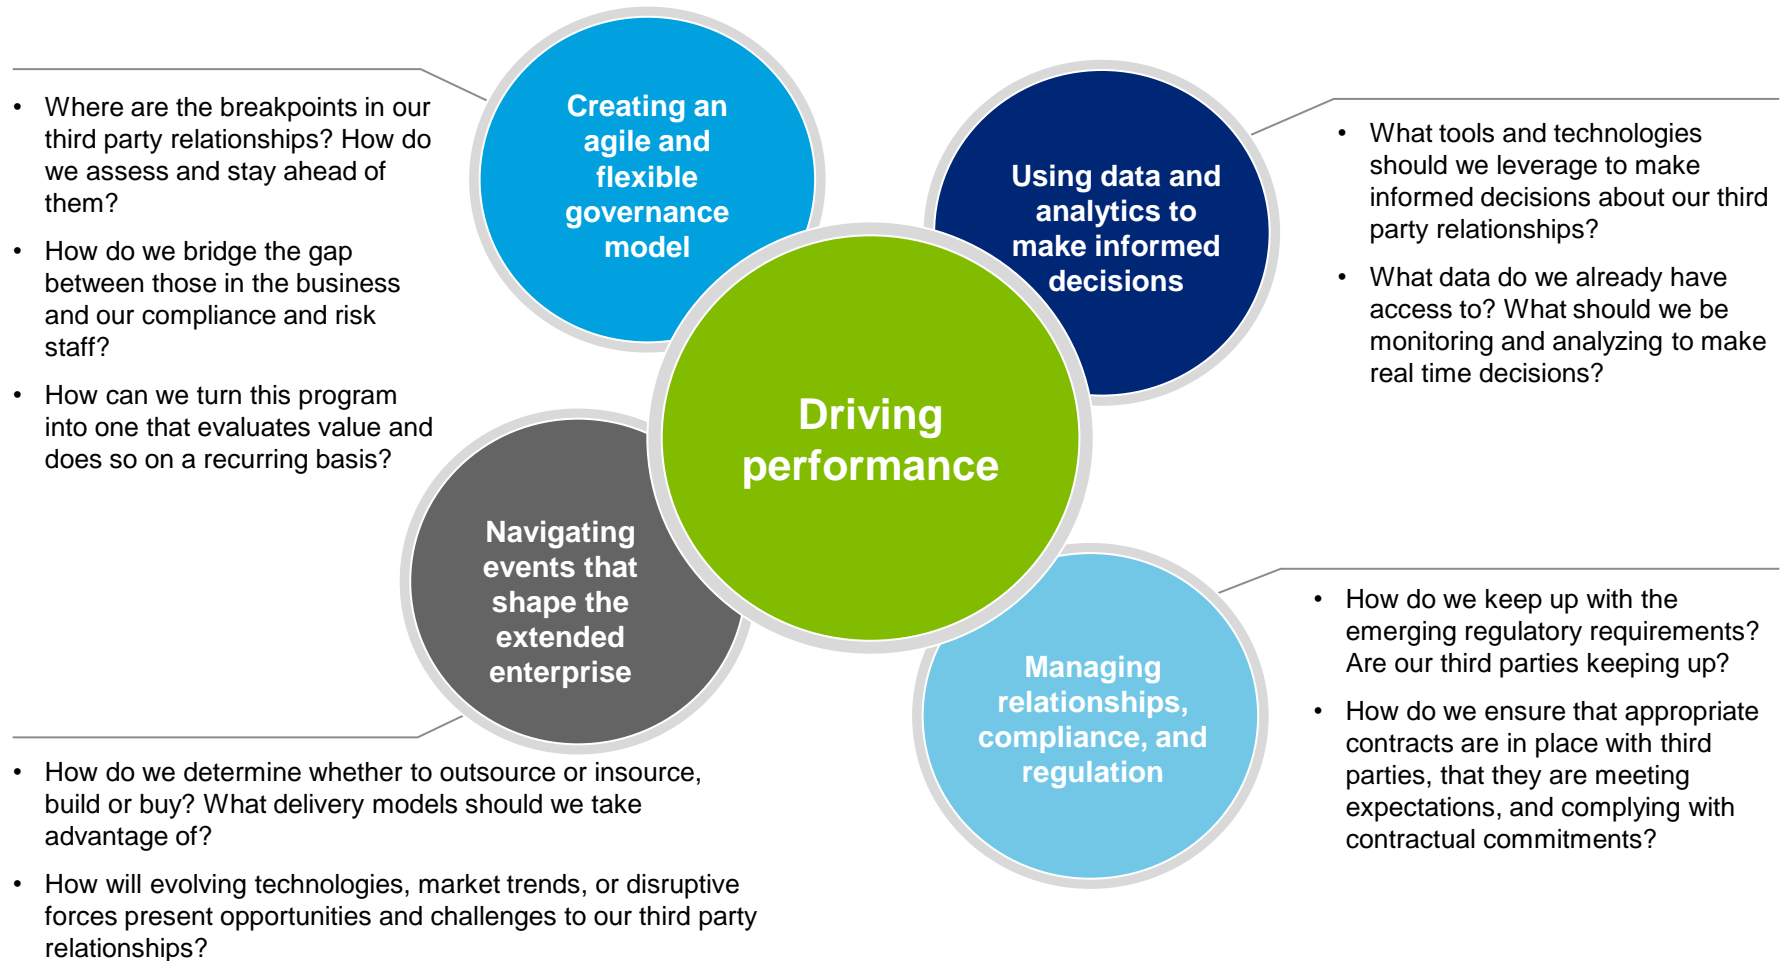 Creating an
agile and
flexible
governance
model
• Where are the breakpoints in our
third party relationships? How do
we assess and stay ahead of
them?
• How do we bridge the gap
between those in the business
and our compliance and risk
staff?
• How can we turn this program
into one that evaluates value and
does so on a recurring basis?
Using data and
analytics to
make informed
decisions
• What tools and technologies
should we leverage to make
informed decisions about our third
party relationships?
• What data do we already have
access to? What should we be
monitoring and analyzing to make
real time decisions?
Driving
performance
Navigating
events that
shape the
extended
enterprise
• How do we determine whether to outsource or insource,
build or buy? What delivery models should we take
advantage of?
• How will evolving technologies, market trends, or disruptive
forces present opportunities and challenges to our third party
relationships?
Managing
relationships,
compliance, and
regulation
• How do we keep up with the
emerging regulatory requirements?
Are our third parties keeping up?
• How do we ensure that appropriate
contracts are in place with third
parties, that they are meeting
expectations, and complying with
contractual commitments?